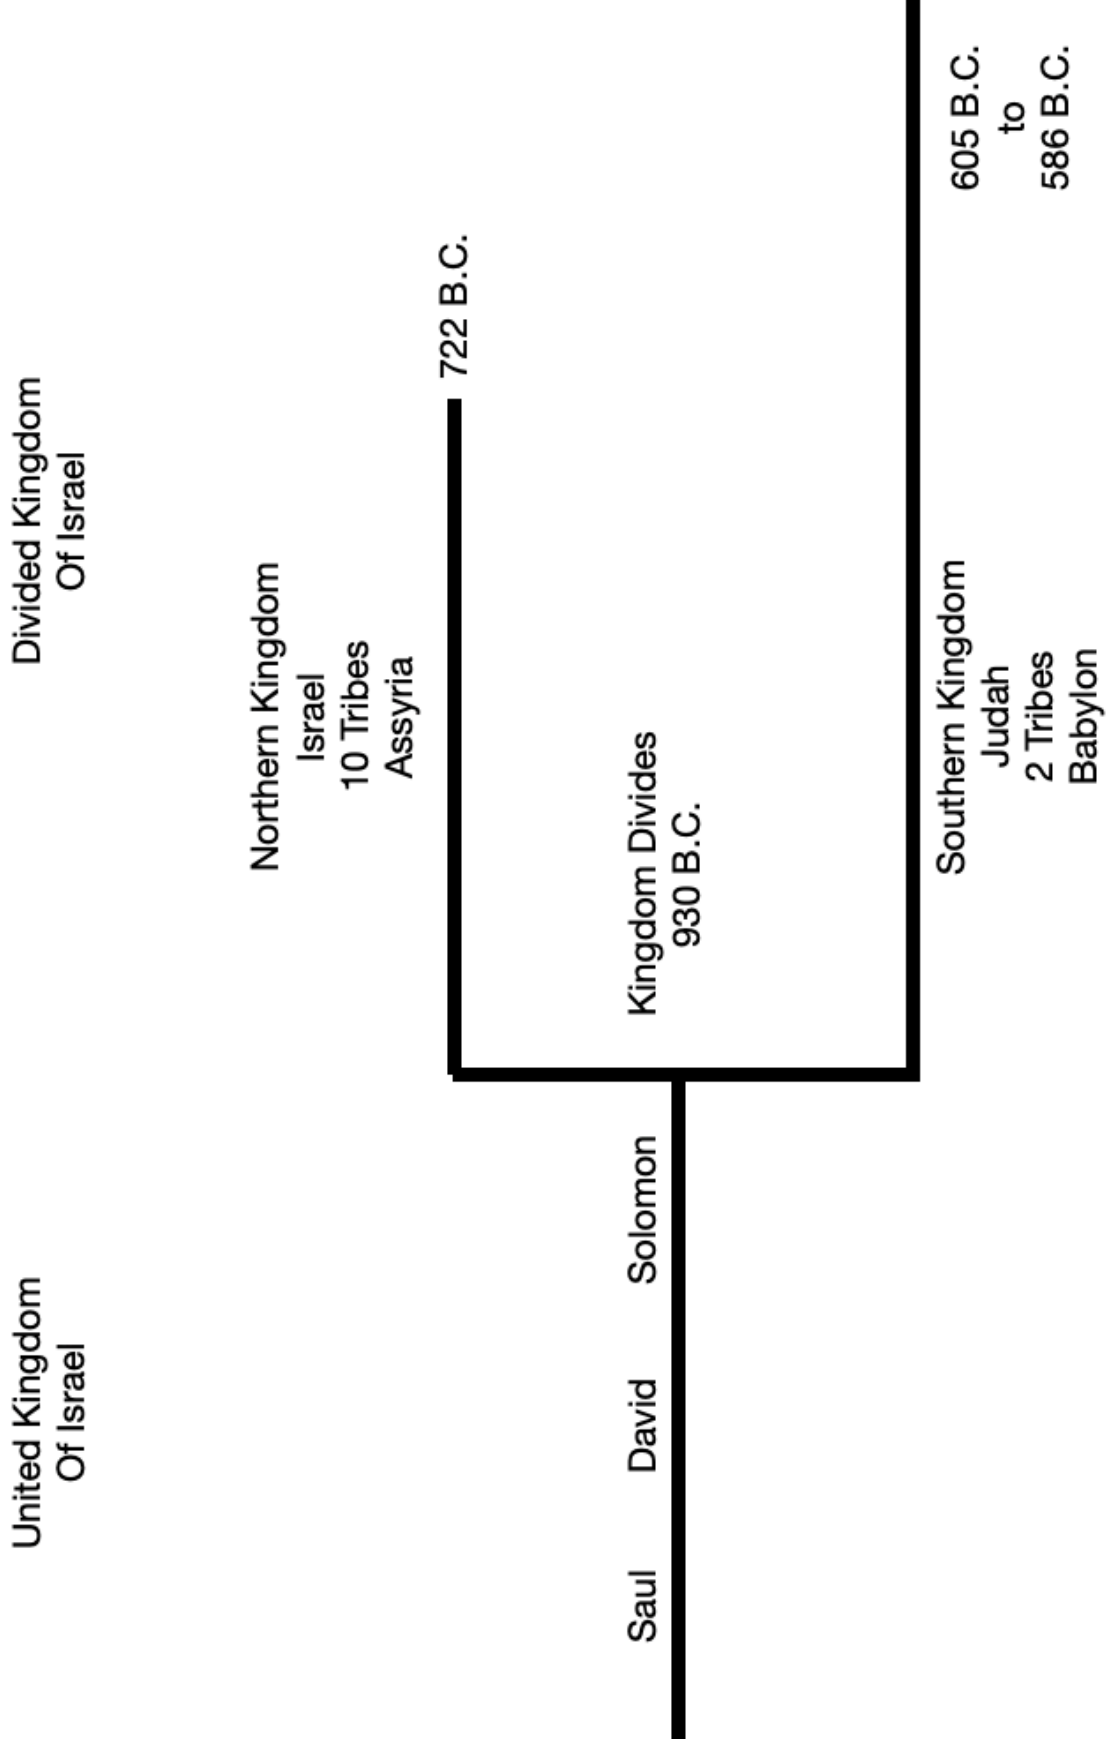 United Kingdom
Of Israel
Divided Kingdom
Of Israel
Northern Kingdom
Israel
10 Tribes
Assyria
722 B.C.
Saul
David
Solomon
Kingdom Divides
930 B.C.
Southern Kingdom
Judah
2 Tribes
Babylon
605 B.C.
to
586 B.C.